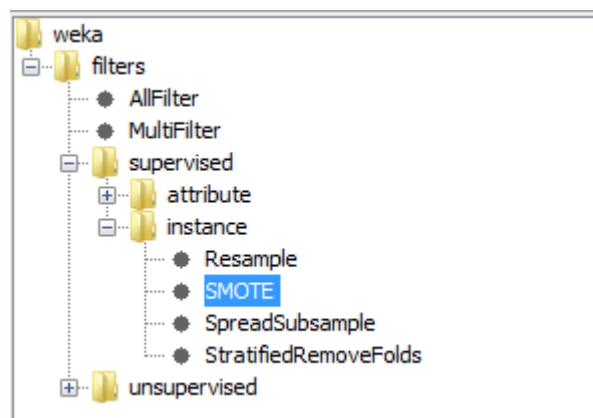 weka
filters
AllFilter
MultiFilter
supervised
attribute
instance
Resample
SMOTE
SpreadSubsample
StratifiedRemoveFolds
unsupervised